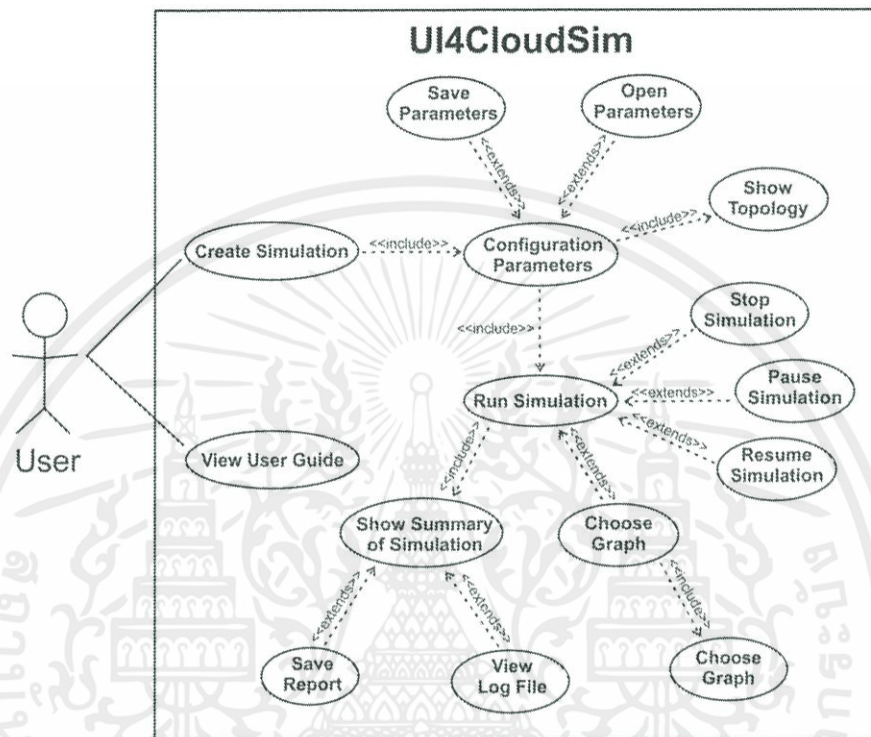 UI4CloudSim
Save
Parameters
Open
Parameters
<<extends>>
<<extends>>
Show
Topology
<<include>>
Create Simulation
<<include>>
Configuration
Parameters
<<include>>
Stop
Simulation
<<extends>>
Run Simulation
<<extends>>
Pause
Simulation
<<extends>>
Resume
Simulation
User
View User Guide
<<include>>
<<extends>>
Show Summary
of Simulation
Choose
Graph
<<extends>>
<<extends>>
<<include>>
Save
Report
View
Log File
Choose
Graph